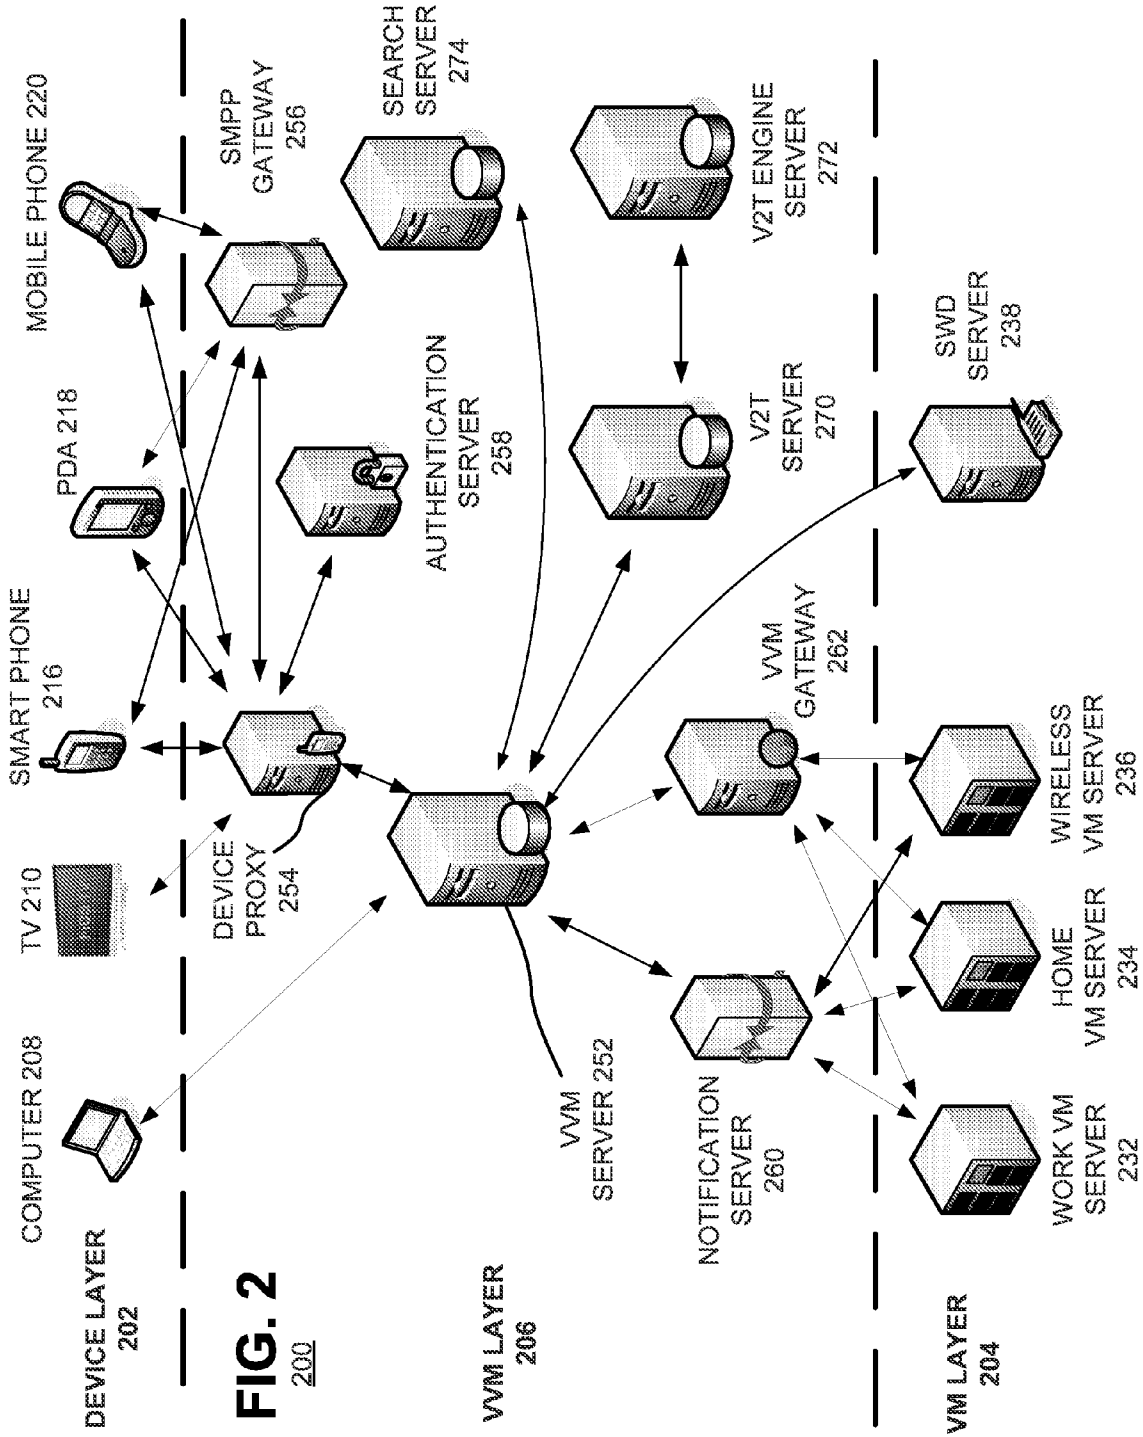 DEVICE LAYER
202
COMPUTER 208
TV 210
SMART PHONE
216
PDA 218
MOBILE PHONE 220
FIG. 2
200
DEVICE
PROXY
254
SMPP
GATEWAY
256
AUTHENTICATION
SERVER
258
SEARCH
SERVER
274
VVM LAYER
206
VVM
SERVER 252
V2T
SERVER
270
V2T ENGINE
SERVER
272
NOTIFICATION
SERVER
260
VVM
GATEWAY
262
VM LAYER
204
WORK VM
SERVER
232
HOME
VM SERVER
234
WIRELESS
VM SERVER
236
SWD
SERVER
238